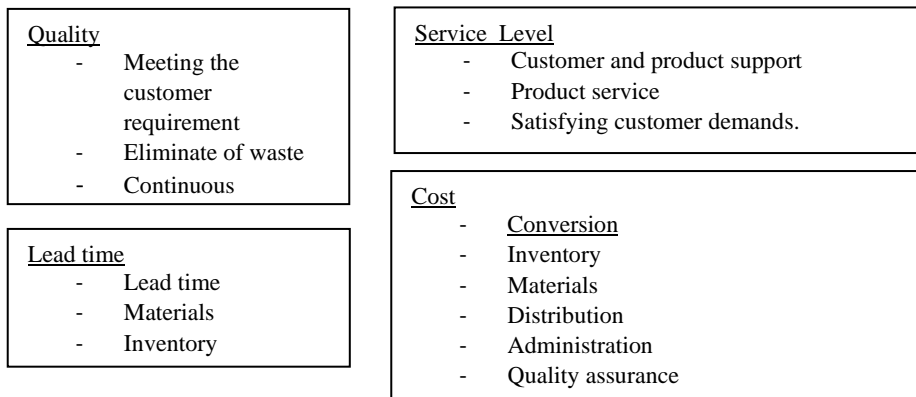 Quality
- Meeting the
customer
requirement
- Eliminate of waste
- Continuous
Service Level
- Customer and product support
- Product service
- Satisfying customer demands.
Lead time
- Lead time
- Materials
- Inventory
Cost
- Conversion
- Inventory
- Materials
- Distribution
- Administration
- Quality assurance